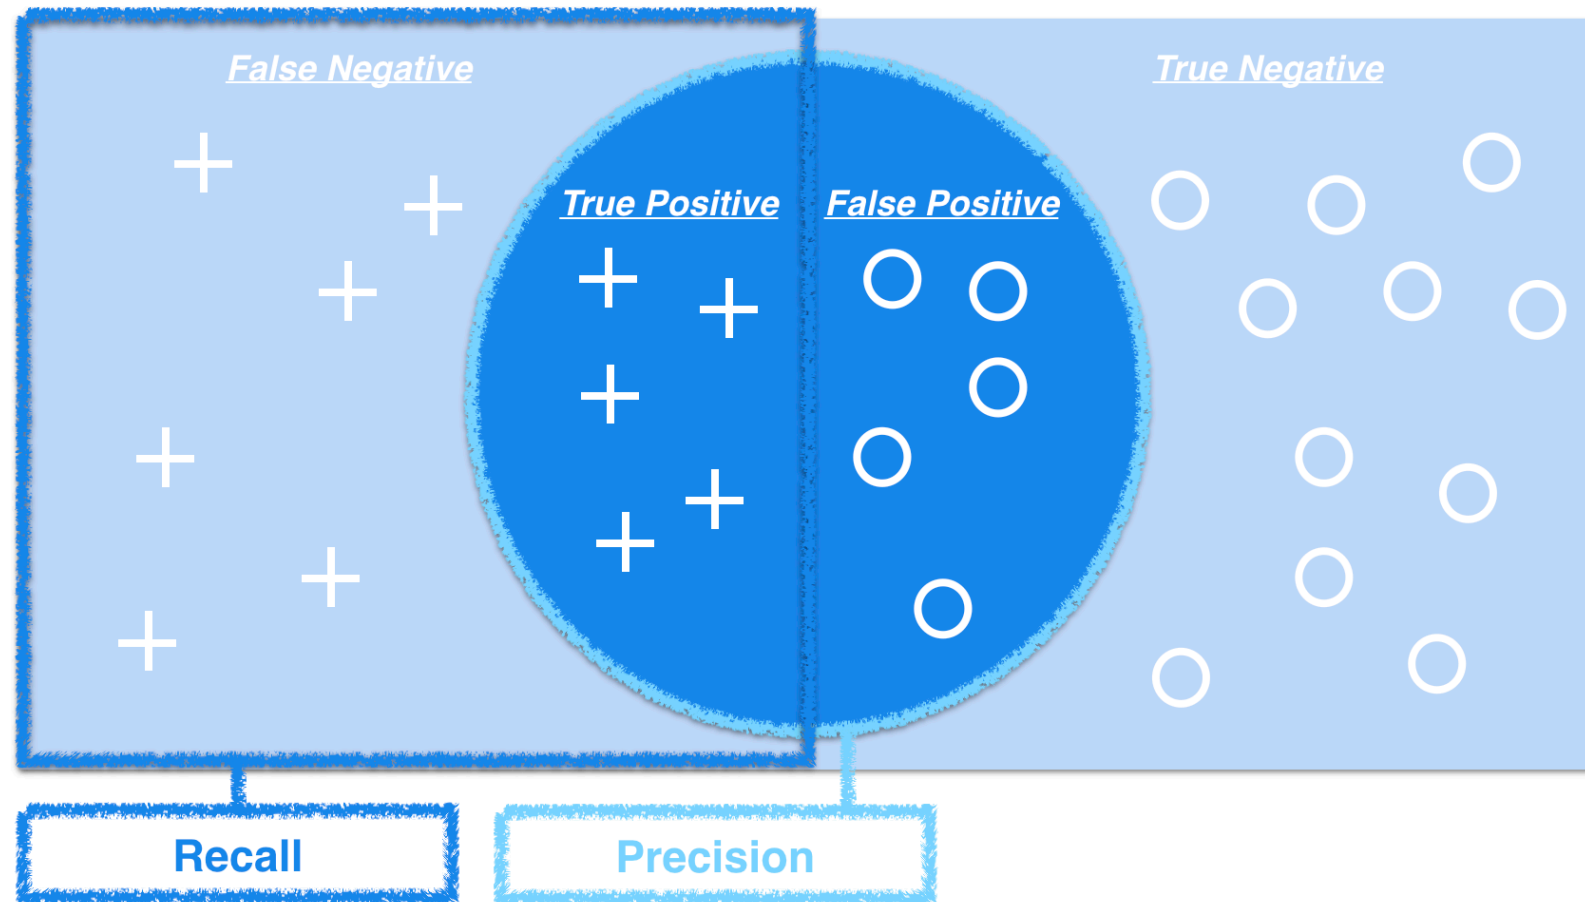 False Negative
True Negative
True Positive
False Positive
Recall
Precision